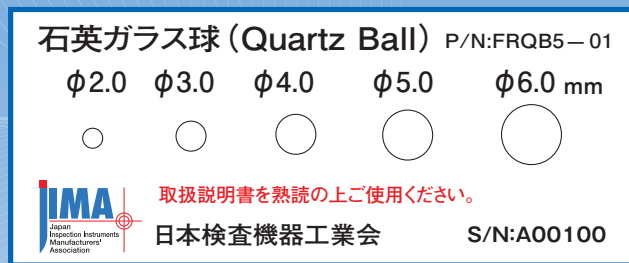 石英ガラス球（Quartz Ball） P/N:FRQB5－01
φ2.0 φ3.0 φ4.0 φ5.0 φ6.0 mm
取扱説明書を熟読の上ご使用ください。
JIMA
Japan
Inspection Instruments
Manufacturers'
Association
日本検査機器工業会 S/N:A00100